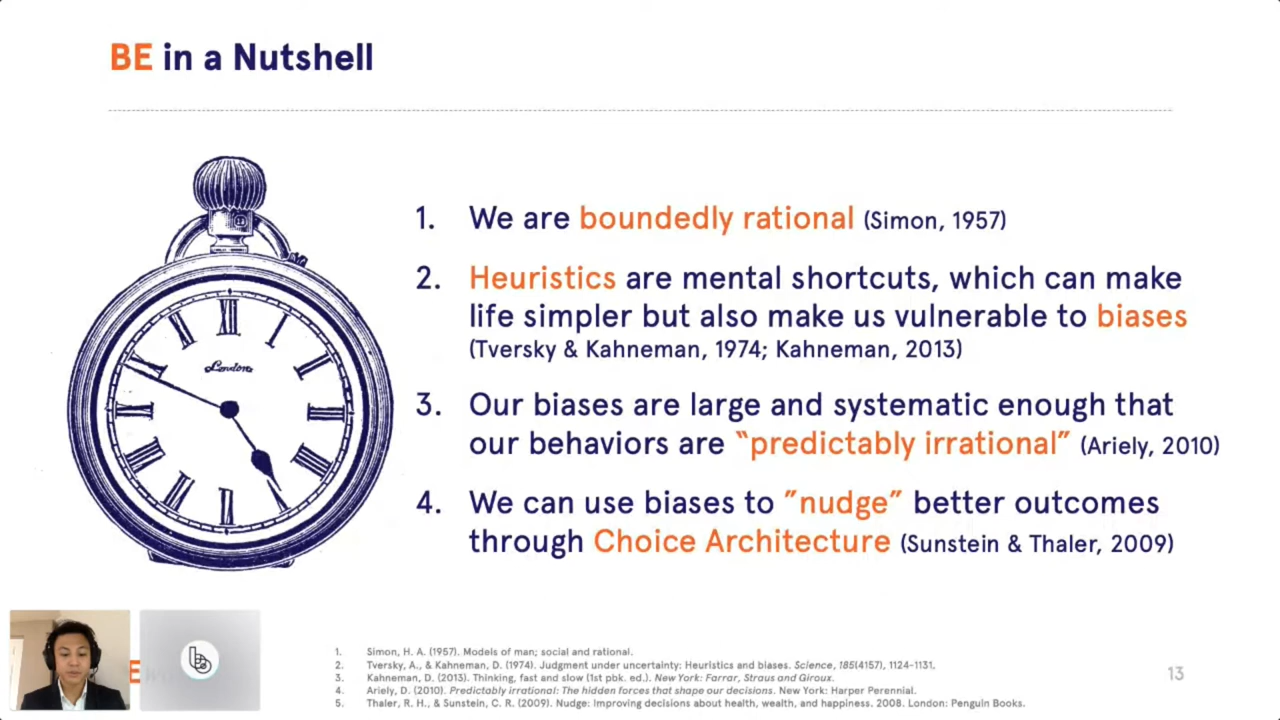 BE in a Nutshell
London
1. We are boundedly rational (Simon, 1957)
2. Heuristics are mental shortcuts, which can make
life simpler but also make us vulnerable to biases
(Tversky & Kahneman, 1974; Kahneman, 2013)
3. Our biases are large and systematic enough that
our behaviors are “predictably irrational” (Ariely, 2010)
4. We can use biases to ”nudge” better outcomes
through Choice Architecture (Sunstein & Thaler, 2009)
1. Simon, H. A. (1957). Models of man; social and rational.
2. Tversky, A., & Kahneman, D. (1974). Judgment under uncertainty: Heuristics and biases. Science, 185(4157), 1124-1131,
3. Kahneman, D. (2013). Thinking, fast and slow (1st pbk. ed.). New York: Farrar, Straus and Giroux.
4. Ariely, D. (2010). Predictably irrational: The hidden forces that shape our decisions. New York: Harper Perennial.
5. Thaler, R. H., & Sunstein, C. R. (2009). Nudge: Improving decisions about health, wealth, and happiness. 2008. London: Penguin Books.
13